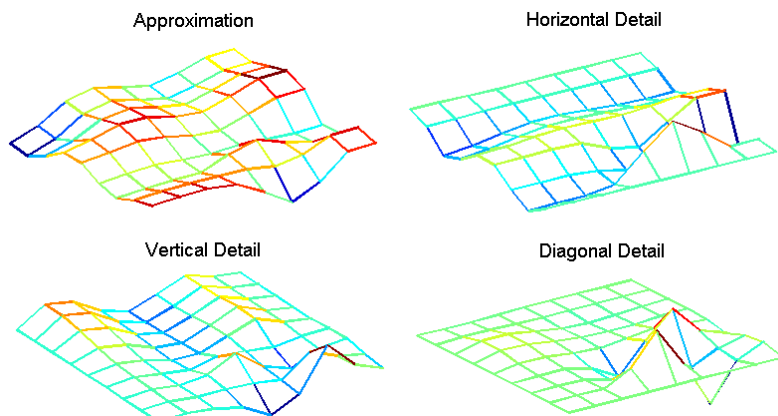 Approximation
Horizontal Detail
Vertical Detail
Diagonal Detail